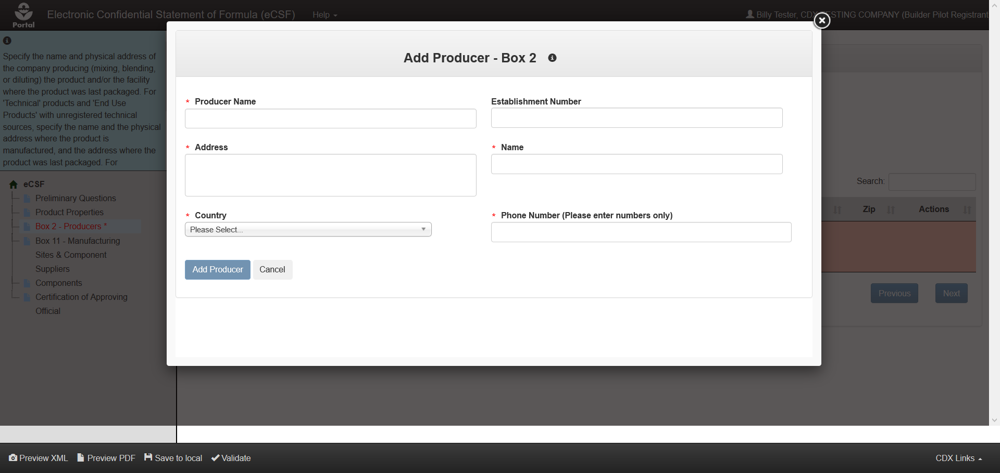 Portal
Electronic Confidential Statement of Formula (eCSF)
Help
Billy Tester, CDX TESTING COMPANY (Builder Pilot Registrant
Specify the name and physical address of
the company producing (mixing, blending,
or diluting) the product and/or the facility
where the product was last packaged. For
'Technical' products and 'End Use
Products' with unregistered technical
sources, specify the name and the physical
address where the product is
manufactured, and the address where the
product was last packaged. For
eCSF
Preliminary Questions
Product Properties
Box 2 - Producers *
Box 11 - Manufacturing
Sites & Component
Suppliers
Components
Certification of Approving
Official
Add Producer - Box 2
* Producer Name
Establishment Number
* Address
* Name
* Country
Please Select...
* Phone Number (Please enter numbers only)
Add Producer
Cancel
Search:
Zip
Actions
Previous
Next
Preview XML
Preview PDF
Save to local
Validate
CDX Links